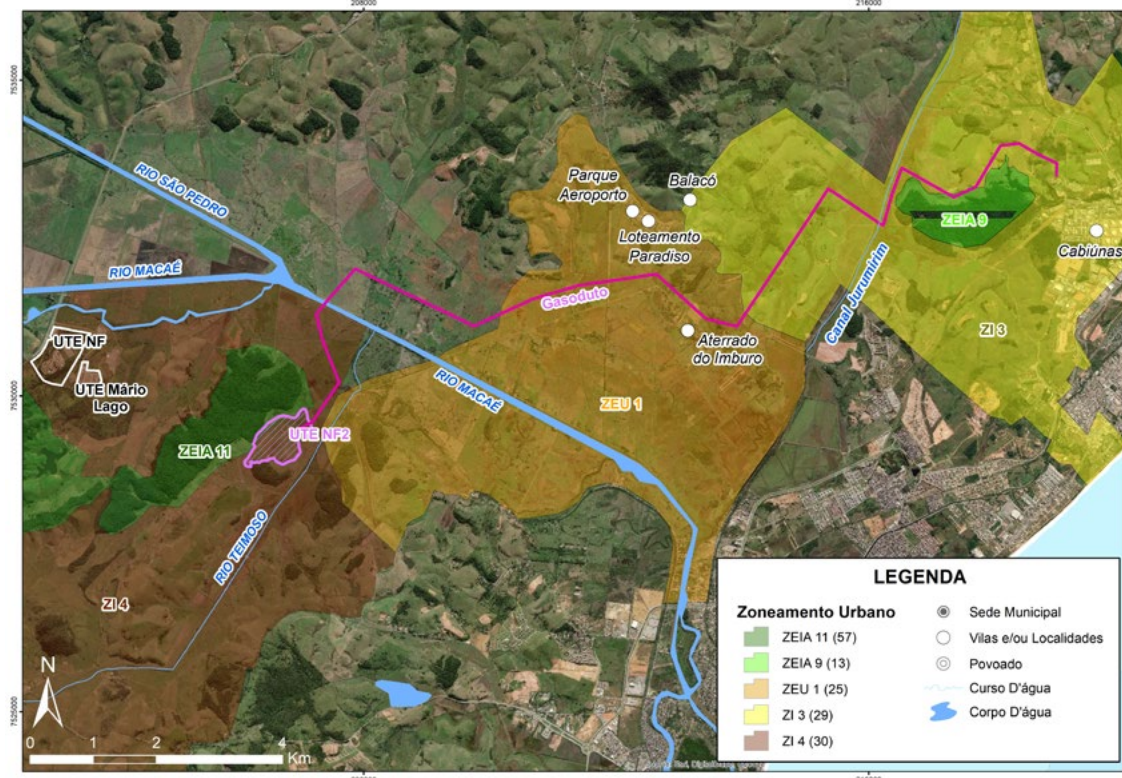 208000
216000
7535000
RIO SÃO PEDRO
Parque
Aeroporto
Balacó
ZEIA 9
Loteamento
Paradiso
Cabiúnas
RIO MACAÉ
Gasoduto
Canal Jurumirim
ZI 3
UTE NF
Aterrado
do Imburo
UTE Mário
Lago
7530000
RIO MACAÉ
ZEU 1
UTE NF2
ZEIA 11
RIO TEIMOSO
ZI 4
7525000
N
0 1 2 4
Km
LEGENDA
Zoneamento Urbano
ZEIA 11 (57)
ZEIA 9 (13)
ZEU 1 (25)
ZI 3 (29)
ZI 4 (30)
Sede Municipal
Vilas e/ou Localidades
Povoado
Curso D'água
Corpo D'água